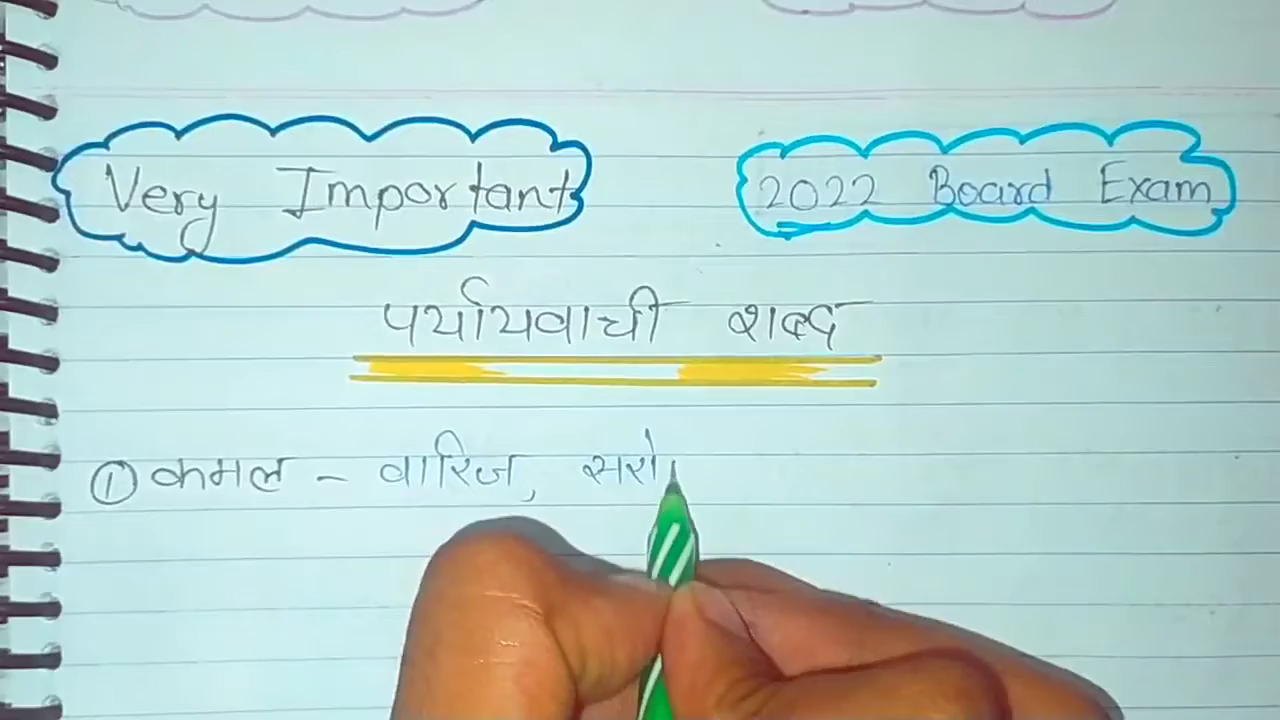 Very Important
2022 Board Exam
पर्यायवाची शब्द
① कमल - वारिज, सरो